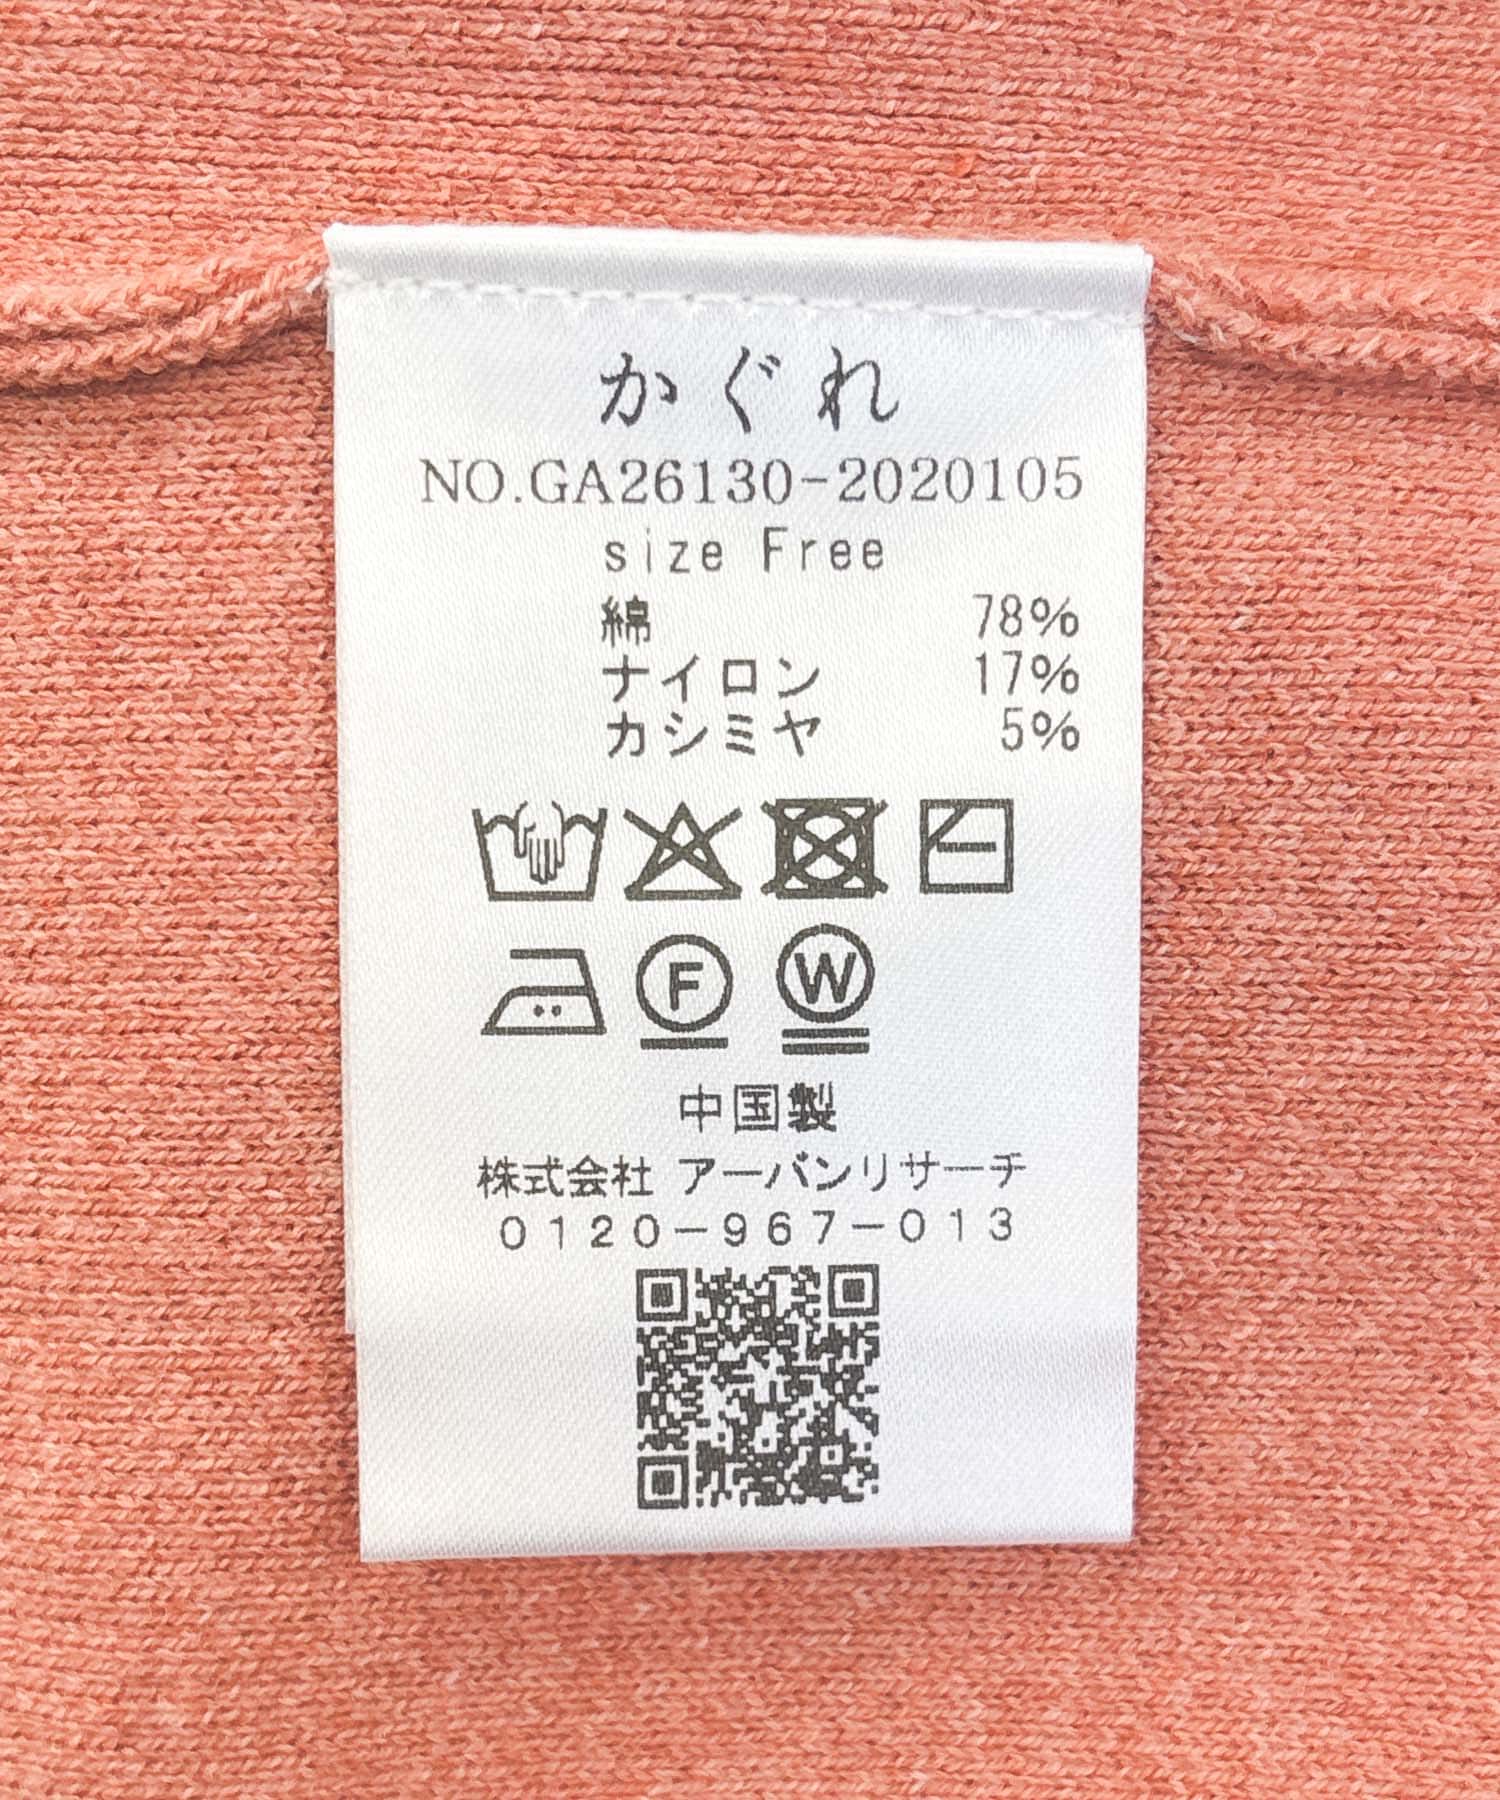 かぐれ
NO.GA26130-2020105
size Free
綿 78%
ナイロン 17%
カシミヤ 5%
F W
中国製
株式会社 アーバンリサーチ
0120-967-013